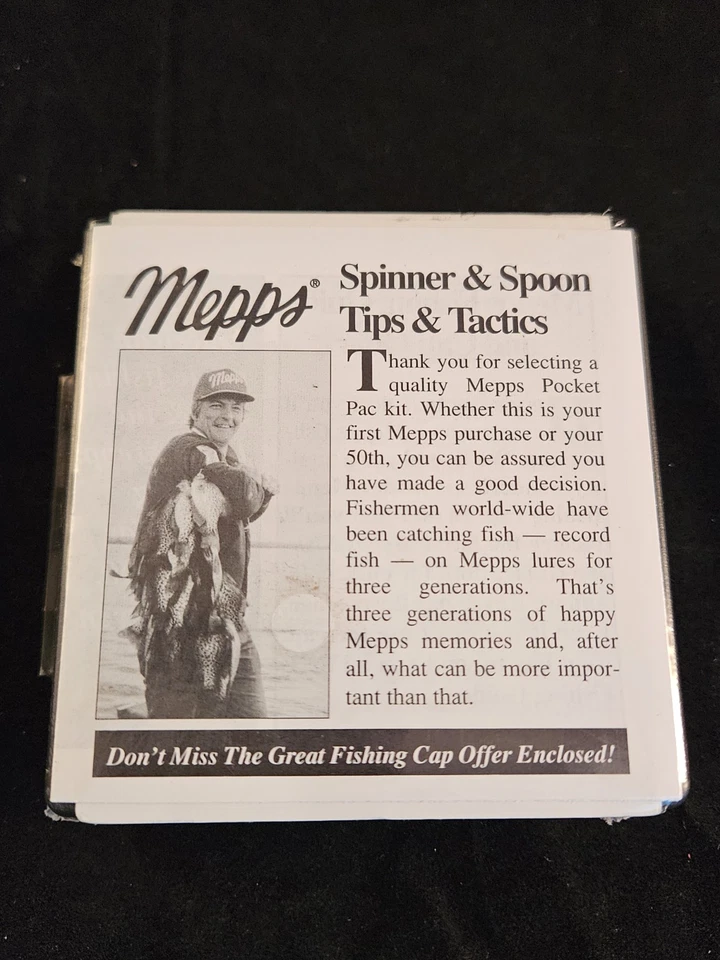 Mepps®
Spinner & Spoon
Tips & Tactics
Mepps
Thank you for selecting a
quality Mepps Pocket
Pac kit. Whether this is your
first Mepps purchase or your
50th, you can be assured you
have made a good decision.
Fishermen world-wide have
been catching fish — record
fish — on Mepps lures for
three generations. That's
three generations of happy
Mepps memories and, after
all, what can be more impor-
tant than that.
Don't Miss The Great Fishing Cap Offer Enclosed!